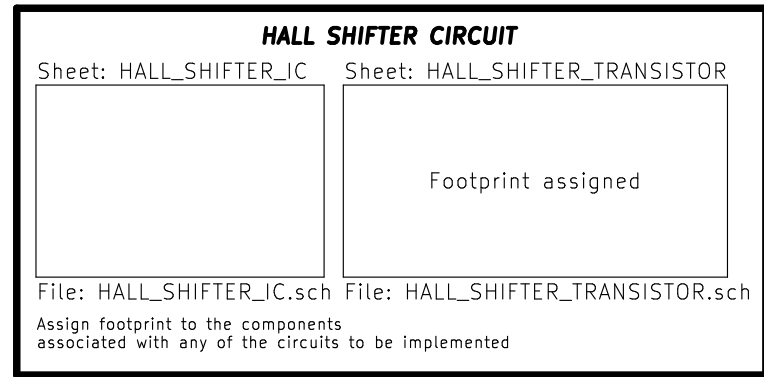 HALL SHIFTER CIRCUIT
Sheet: HALL_SHIFTER_IC
Sheet: HALL_SHIFTER_TRANSISTOR
Footprint assigned
File: HALL_SHIFTER_IC.sch
File: HALL_SHIFTER_TRANSISTOR.sch
Assign footprint to the components
associated with any of the circuits to be implemented